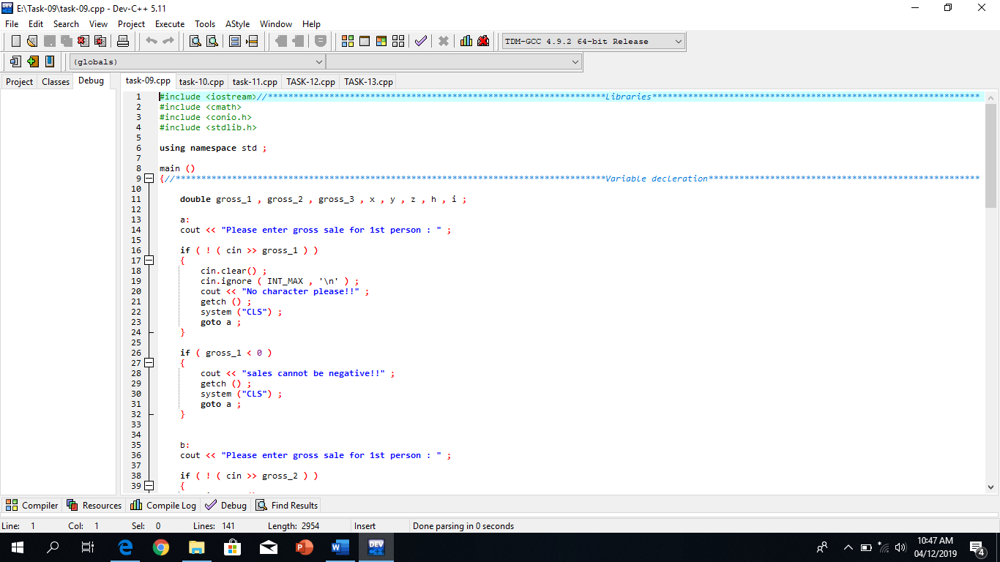 E:\Task-09\task-09.cpp - Dev-C++ 5.11
File Edit Search View Project Execute Tools AStyle Window Help
TDM-GCC 4.9.2 64-bit Release
(globals)
Project Classes Debug task-09.cpp task-10.cpp task-11.cpp TASK-12.cpp TASK-13.cpp
1 #include <iostream>//******************************************************************Libraries****************************************************************
2 #include <cmath>
3 #include <conio.h>
4 #include <stdlib.h>
5
6 using namespace std ;
7
8 main ()
9 {//************************************************************************************Variable decleration*****************************************************
10
11 double gross_1 , gross_2 , gross_3 , x , y , z , h , i ;
12
13 a:
14 cout << "Please enter gross sale for 1st person : " ;
15
16 if ( ! ( cin >> gross_1 ) )
17 {
18 cin.clear() ;
19 cin.ignore ( INT_MAX , '\n' ) ;
20 cout << "No character please!!" ;
21 getch () ;
22 system ("CLS") ;
23 goto a ;
24 }
25
26 if ( gross_1 < 0 )
27 {
28 cout << "sales cannot be negative!!" ;
29 getch () ;
30 system ("CLS") ;
31 goto a ;
32 }
33
34
35 b:
36 cout << "Please enter gross sale for 1st person : " ;
37
38 if ( ! ( cin >> gross_2 ) )
39 {
Compiler Resources Compile Log Debug Find Results
Line: 1 Col: 1 Sel: 0 Lines: 141 Length: 2954 Insert Done parsing in 0 seconds
10:47 AM
04/12/2019
4